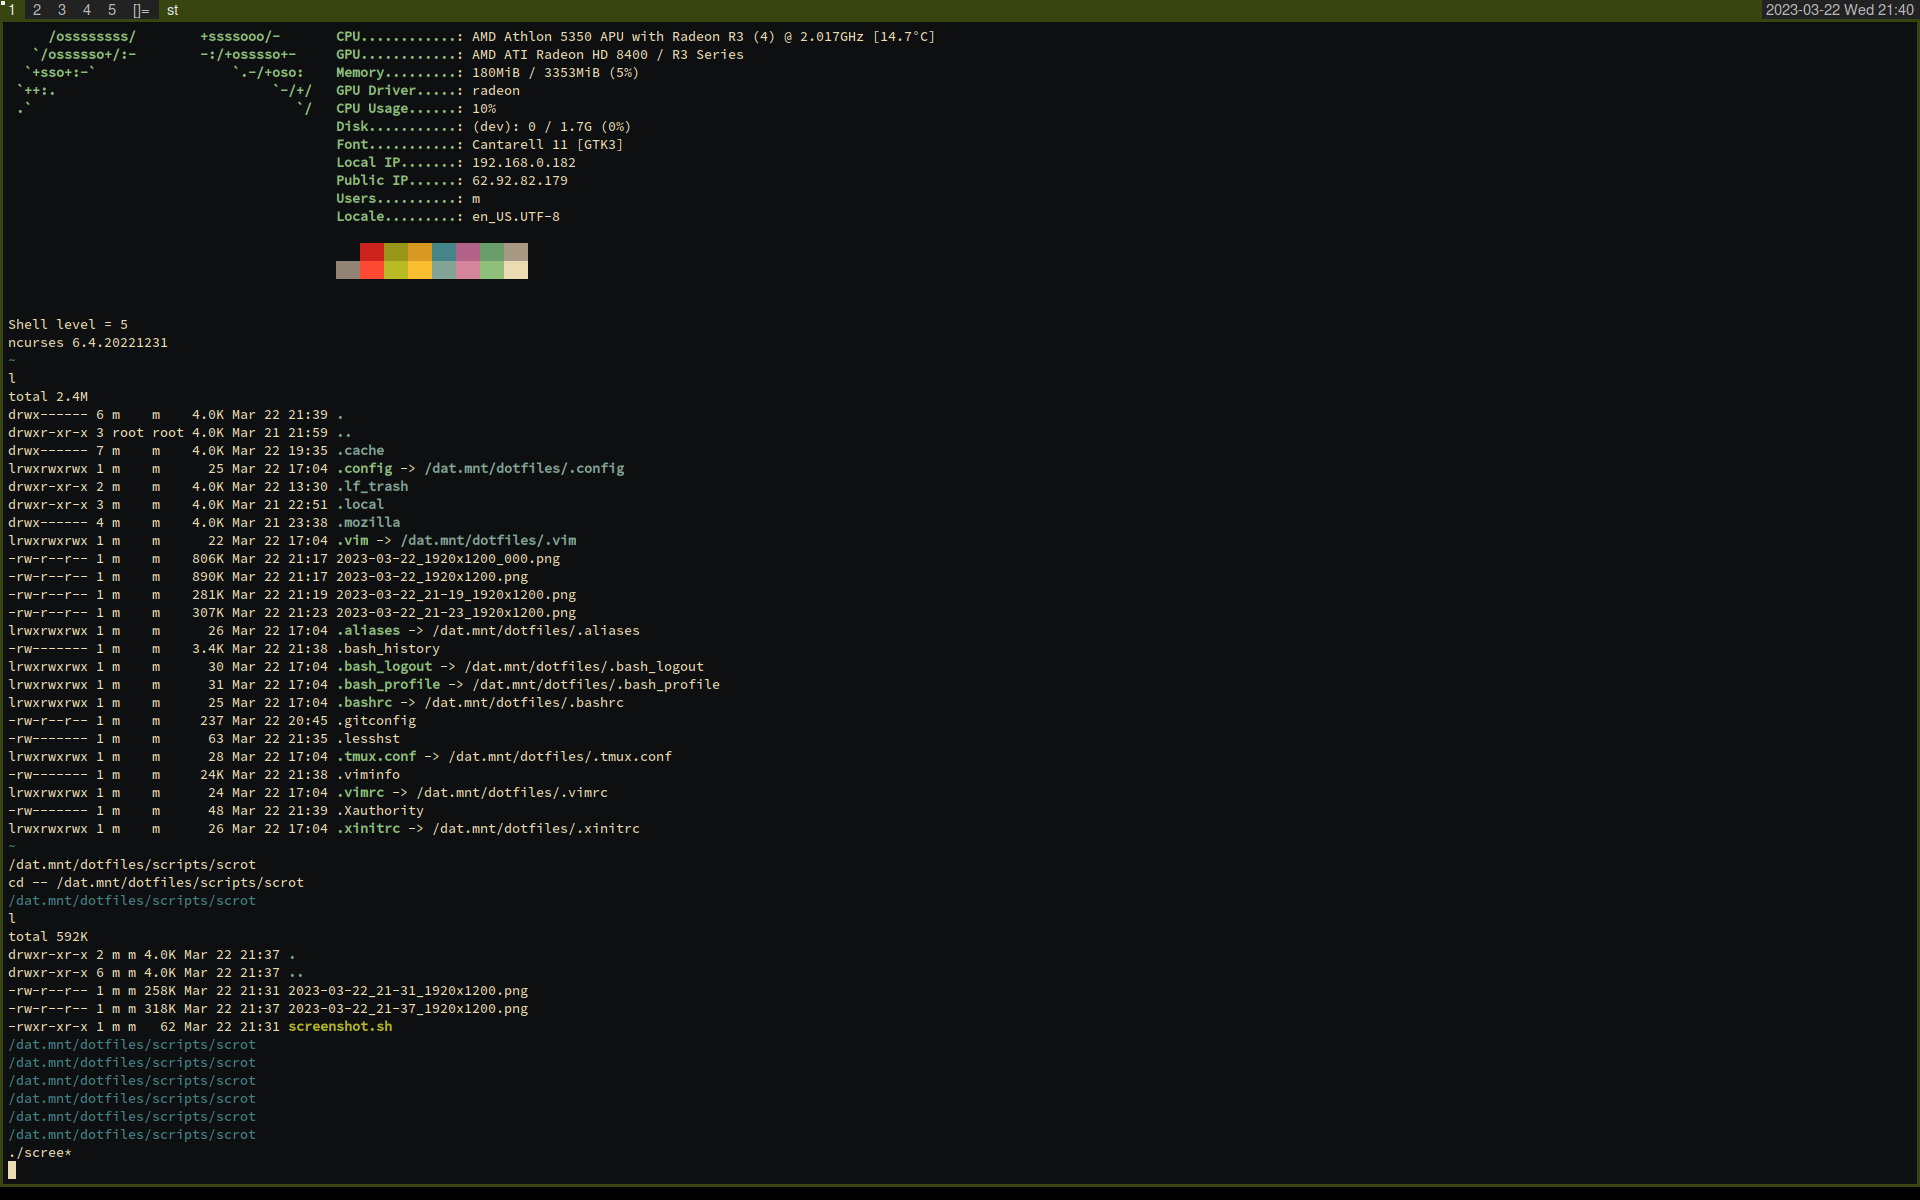 1 2 3 4 5 []= st 2023-03-22 Wed 21:40
/osssssssss/ +ssssooo/- CPU............: AMD Athlon 5350 APU with Radeon R3 (4) @ 2.017GHz [14.7°C]
`/ossssso+/:- -:/+osssso+- GPU............: AMD ATI Radeon HD 8400 / R3 Series
`+sso+:-` `.-/+oso: Memory.........: 180MiB / 3353MiB (5%)
`++:. `-/+/ GPU Driver.....: radeon
.` `/ CPU Usage......: 10%
Disk...........: (dev): 0 / 1.7G (0%)
Font...........: Cantarell 11 [GTK3]
Local IP.......: 192.168.0.182
Public IP......: 62.92.82.179
Users..........: m
Locale.........: en_US.UTF-8
Shell level = 5
ncurses 6.4.20221231
~
l
total 2.4M
drwx------ 6 m    m    4.0K Mar 22 21:39 .
drwxr-xr-x 3 root root 4.0K Mar 21 21:59 ..
drwx------ 7 m    m    4.0K Mar 22 19:35 .cache
lrwxrwxrwx 1 m    m      25 Mar 22 17:04 .config -> /dat.mnt/dotfiles/.config
drwxr-xr-x 2 m    m    4.0K Mar 22 13:30 .lf_trash
drwxr-xr-x 3 m    m    4.0K Mar 21 22:51 .local
drwx------ 4 m    m    4.0K Mar 21 23:38 .mozilla
lrwxrwxrwx 1 m    m      22 Mar 22 17:04 .vim -> /dat.mnt/dotfiles/.vim
-rw-r--r-- 1 m    m    806K Mar 22 21:17 2023-03-22_1920x1200_000.png
-rw-r--r-- 1 m    m    890K Mar 22 21:17 2023-03-22_1920x1200.png
-rw-r--r-- 1 m    m    281K Mar 22 21:19 2023-03-22_21-19_1920x1200.png
-rw-r--r-- 1 m    m    307K Mar 22 21:23 2023-03-22_21-23_1920x1200.png
lrwxrwxrwx 1 m    m      26 Mar 22 17:04 .aliases -> /dat.mnt/dotfiles/.aliases
-rw------- 1 m    m    3.4K Mar 22 21:38 .bash_history
lrwxrwxrwx 1 m    m      30 Mar 22 17:04 .bash_logout -> /dat.mnt/dotfiles/.bash_logout
lrwxrwxrwx 1 m    m      31 Mar 22 17:04 .bash_profile -> /dat.mnt/dotfiles/.bash_profile
lrwxrwxrwx 1 m    m      25 Mar 22 17:04 .bashrc -> /dat.mnt/dotfiles/.bashrc
-rw-r--r-- 1 m    m     237 Mar 22 20:45 .gitconfig
-rw------- 1 m    m      63 Mar 22 21:35 .lesshst
lrwxrwxrwx 1 m    m      28 Mar 22 17:04 .tmux.conf -> /dat.mnt/dotfiles/.tmux.conf
-rw------- 1 m    m     24K Mar 22 21:38 .viminfo
lrwxrwxrwx 1 m    m      24 Mar 22 17:04 .vimrc -> /dat.mnt/dotfiles/.vimrc
-rw------- 1 m    m      48 Mar 22 21:39 .Xauthority
lrwxrwxrwx 1 m    m      26 Mar 22 17:04 .xinitrc -> /dat.mnt/dotfiles/.xinitrc
~
/dat.mnt/dotfiles/scripts/scrot
cd -- /dat.mnt/dotfiles/scripts/scrot
/dat.mnt/dotfiles/scripts/scrot
l
total 592K
drwxr-xr-x 2 m m 4.0K Mar 22 21:37 .
drwxr-xr-x 6 m m 4.0K Mar 22 21:37 ..
-rw-r--r-- 1 m m 258K Mar 22 21:31 2023-03-22_21-31_1920x1200.png
-rw-r--r-- 1 m m 318K Mar 22 21:37 2023-03-22_21-37_1920x1200.png
-rwxr-xr-x 1 m m   62 Mar 22 21:31 screenshot.sh
/dat.mnt/dotfiles/scripts/scrot
/dat.mnt/dotfiles/scripts/scrot
/dat.mnt/dotfiles/scripts/scrot
/dat.mnt/dotfiles/scripts/scrot
/dat.mnt/dotfiles/scripts/scrot
/dat.mnt/dotfiles/scripts/scrot
./scree*